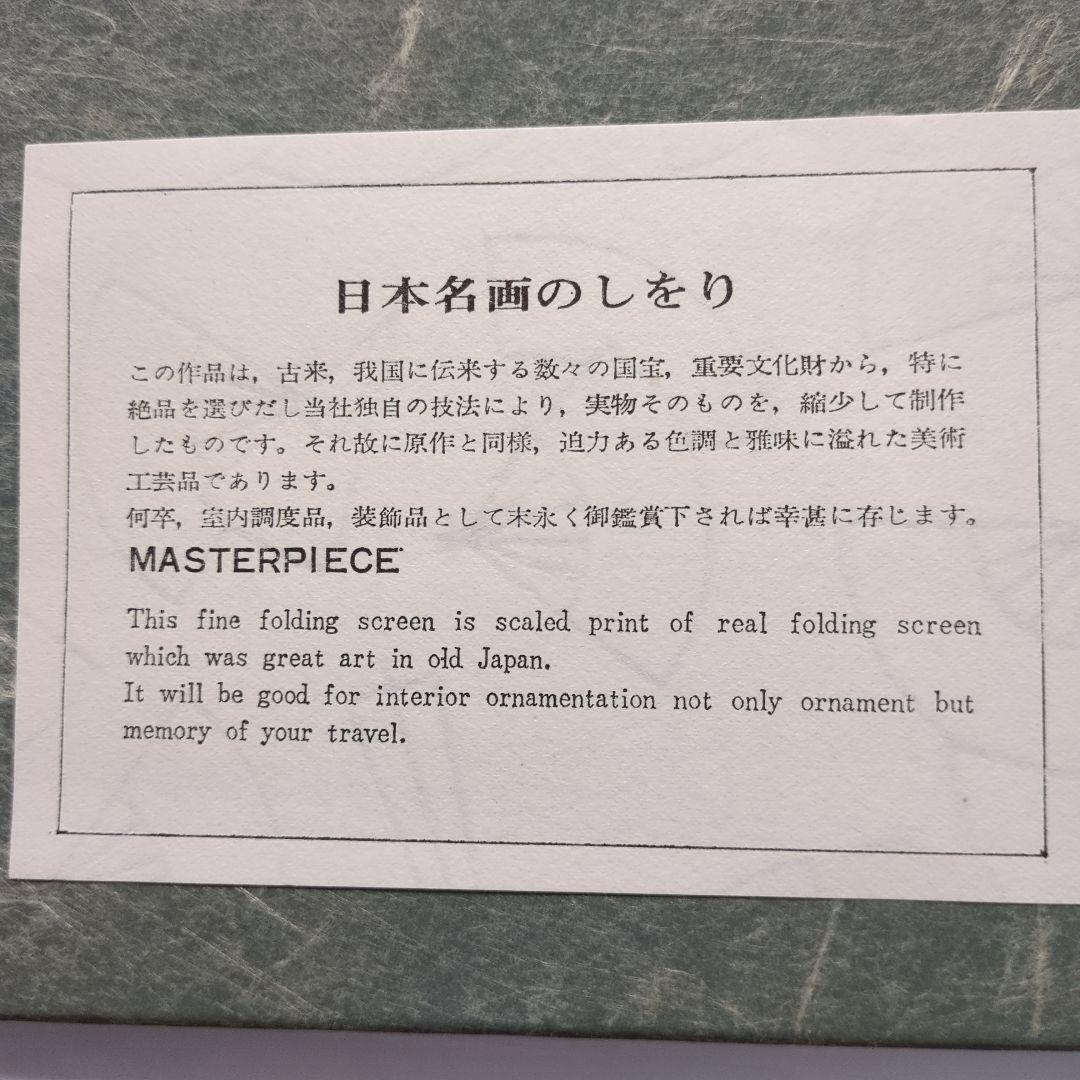 日本名画のしをり
この作品は，古来，我国に伝来する数々の国宝，重要文化財から，特に
絶品を選びだし当社独自の技法により，実物そのものを，縮少して制作
したものです。それ故に原作と同様，迫力ある色調と雅味に溢れた美術
工芸品であります。
何卒，室内調度品，装飾品として末永く御鑑賞下されば幸甚に存じます。
MASTERPIECE
This fine folding screen is scaled print of real folding screen
which was great art in old Japan.
It will be good for interior ornamentation not only ornament but
memory of your travel.